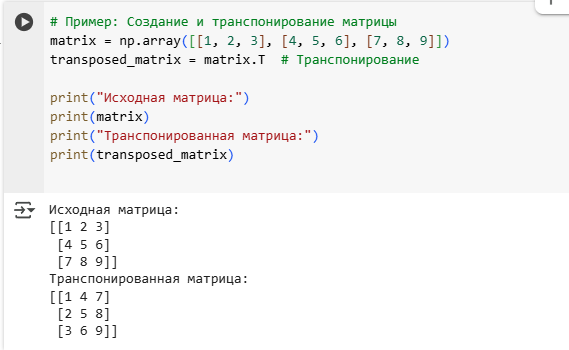 # Пример: Создание и транспонирование матрицы
matrix = np.array([[1, 2, 3], [4, 5, 6], [7, 8, 9]])
transposed_matrix = matrix.T  # Транспонирование
print("Исходная матрица:")
print(matrix)
print("Транспонированная матрица:")
print(transposed_matrix)
Исходная матрица:
[[1 2 3]
 [4 5 6]
 [7 8 9]]
Транспонированная матрица:
[[1 4 7]
 [2 5 8]
 [3 6 9]]